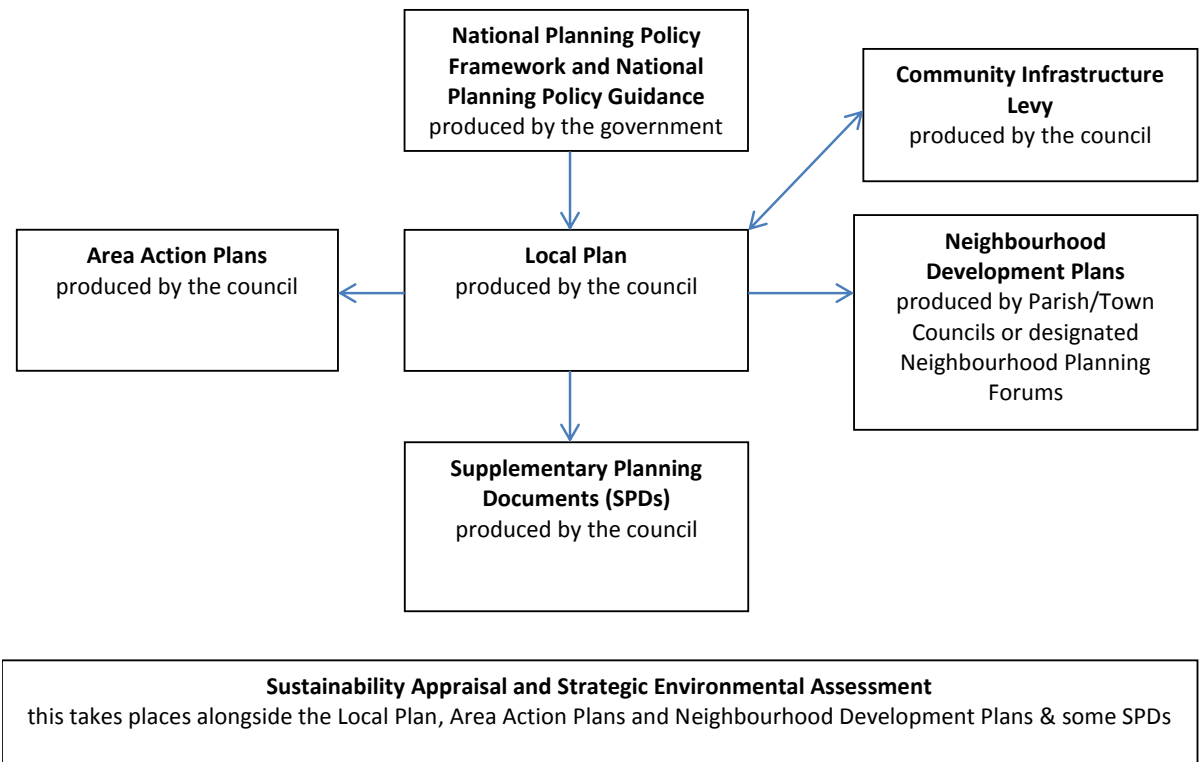 National Planning Policy
Framework and National
Planning Policy Guidance
produced by the government
Community Infrastructure
Levy
produced by the council
Area Action Plans
produced by the council
Local Plan
produced by the council
Neighbourhood
Development Plans
produced by Parish/Town
Councils or designated
Neighbourhood Planning
Forums
Supplementary Planning
Documents (SPDs)
produced by the council
Sustainability Appraisal and Strategic Environmental Assessment
this takes places alongside the Local Plan, Area Action Plans and Neighbourhood Development Plans & some SPDs